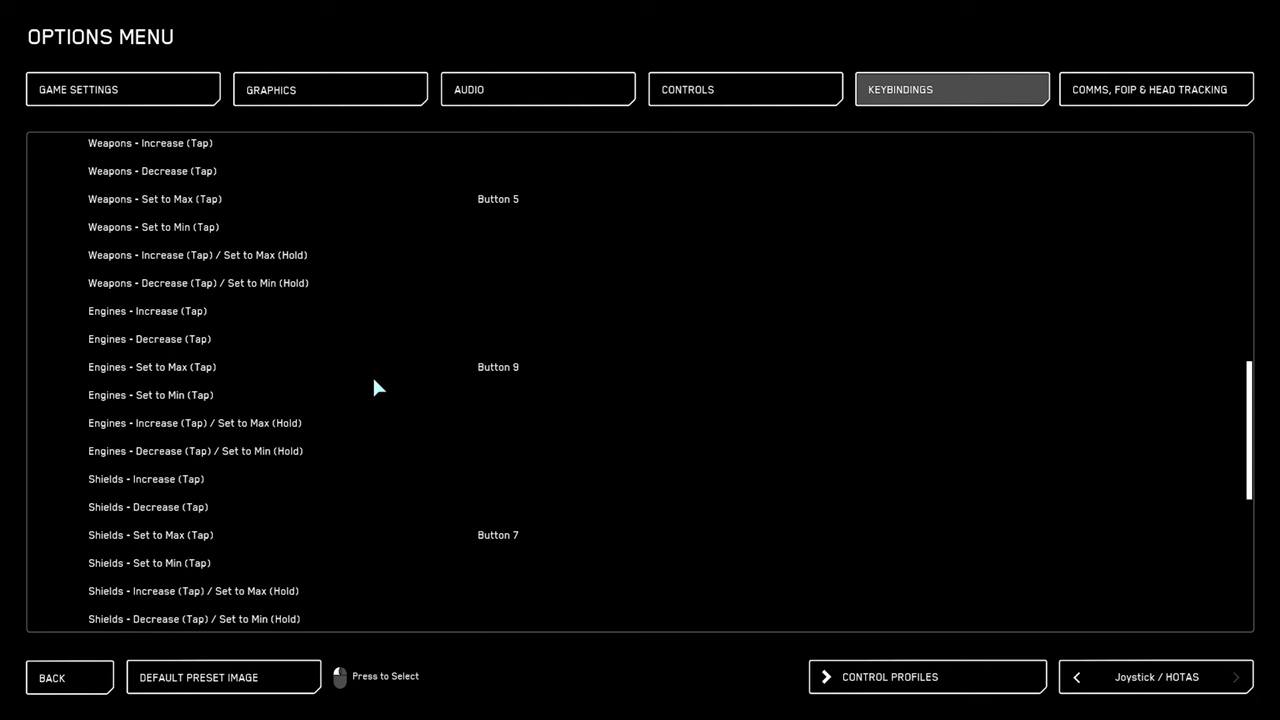 OPTIONS MENU
GAME SETTINGS
GRAPHICS
AUDIO
CONTROLS
KEYBINDINGS
COMMS, FOIP & HEAD TRACKING
Weapons - Increase (Tap)
Weapons - Decrease (Tap)
Weapons - Set to Max (Tap) Button 5
Weapons - Set to Min (Tap)
Weapons - Increase (Tap) / Set to Max (Hold)
Weapons - Decrease (Tap) / Set to Min (Hold)
Engines - Increase (Tap)
Engines - Decrease (Tap)
Engines - Set to Max (Tap) Button 9
Engines - Set to Min (Tap)
Engines - Increase (Tap) / Set to Max (Hold)
Engines - Decrease (Tap) / Set to Min (Hold)
Shields - Increase (Tap)
Shields - Decrease (Tap)
Shields - Set to Max (Tap) Button 7
Shields - Set to Min (Tap)
Shields - Increase (Tap) / Set to Max (Hold)
Shields - Decrease (Tap) / Set to Min (Hold)
BACK
DEFAULT PRESET IMAGE
Press to Select
CONTROL PROFILES
Joystick / HOTAS